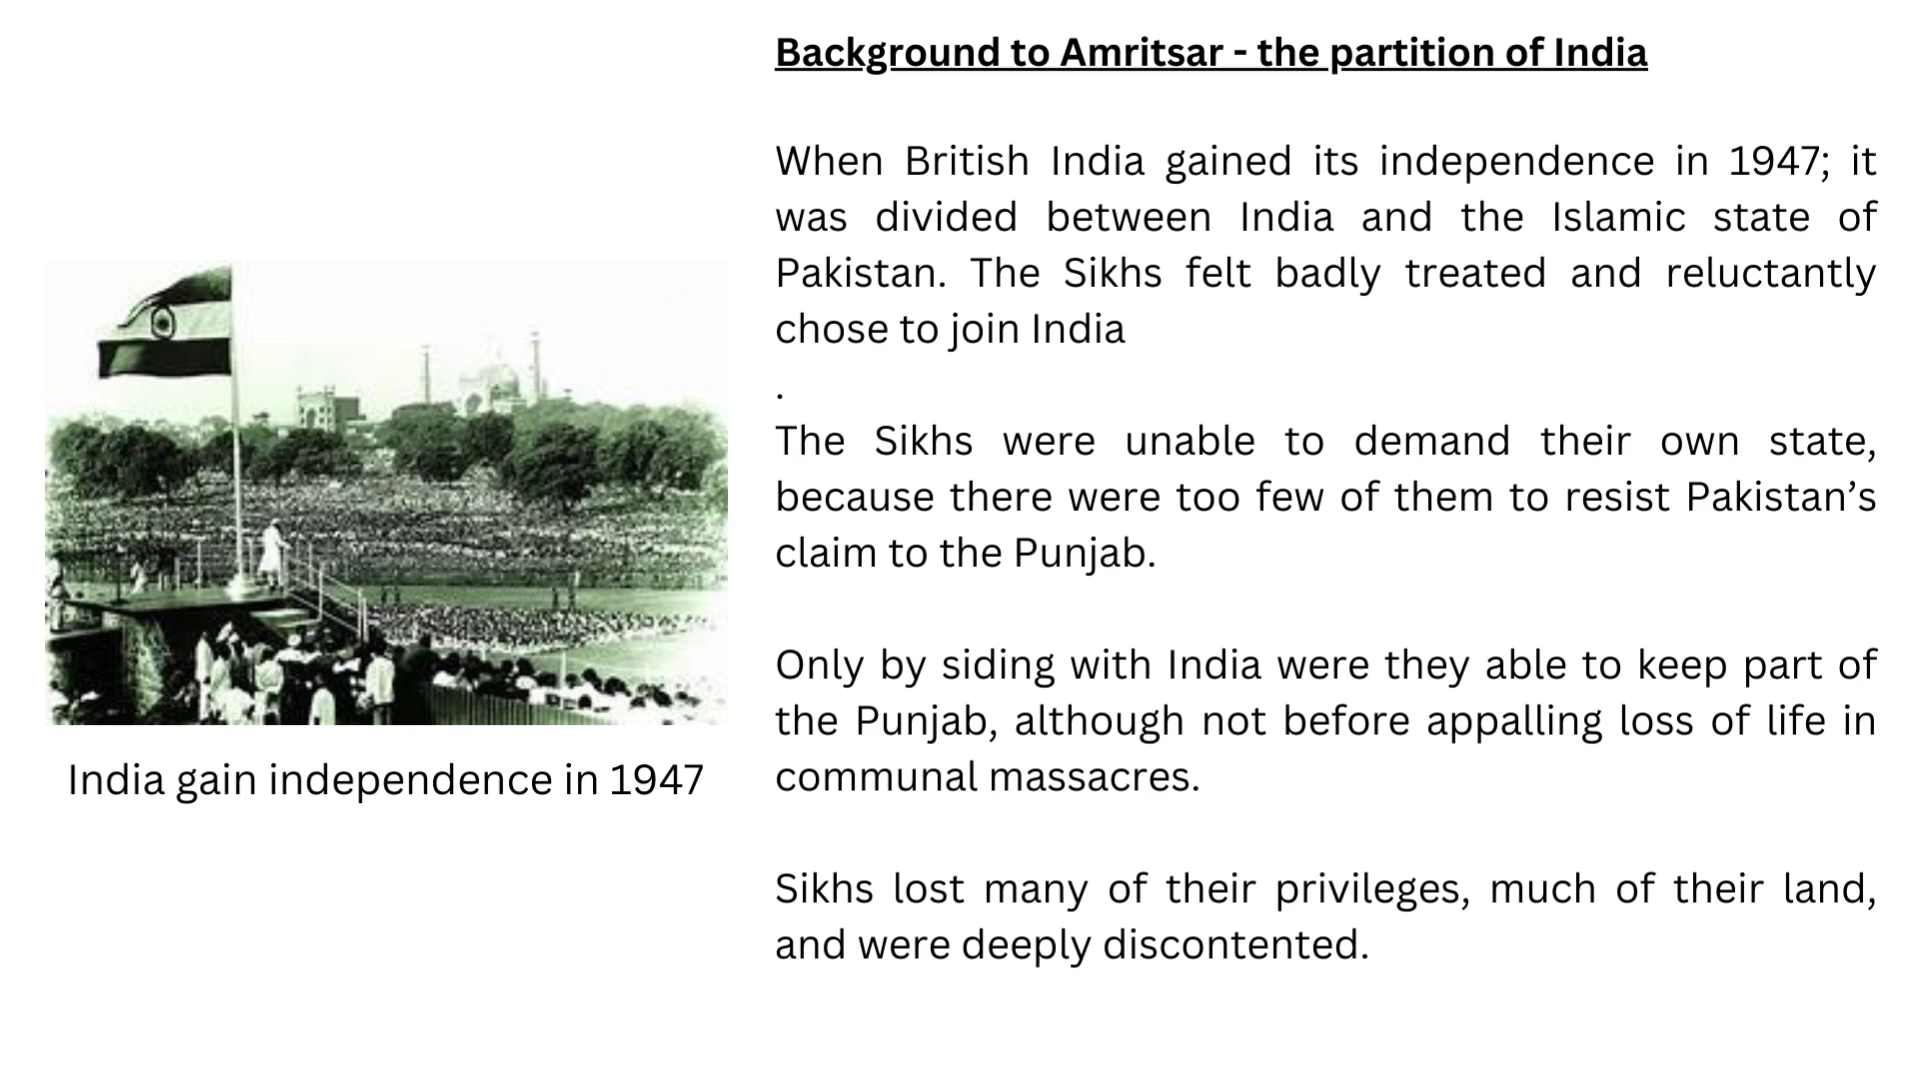 Background to Amritsar - the partition of India
When British India gained its independence in 1947; it
was divided between India and the Islamic state of
Pakistan. The Sikhs felt badly treated and reluctantly
chose to join India
.
The Sikhs were unable to demand their own state,
because there were too few of them to resist Pakistan’s
claim to the Punjab.
Only by siding with India were they able to keep part of
the Punjab, although not before appalling loss of life in
communal massacres.
Sikhs lost many of their privileges, much of their land,
and were deeply discontented.
India gain independence in 1947